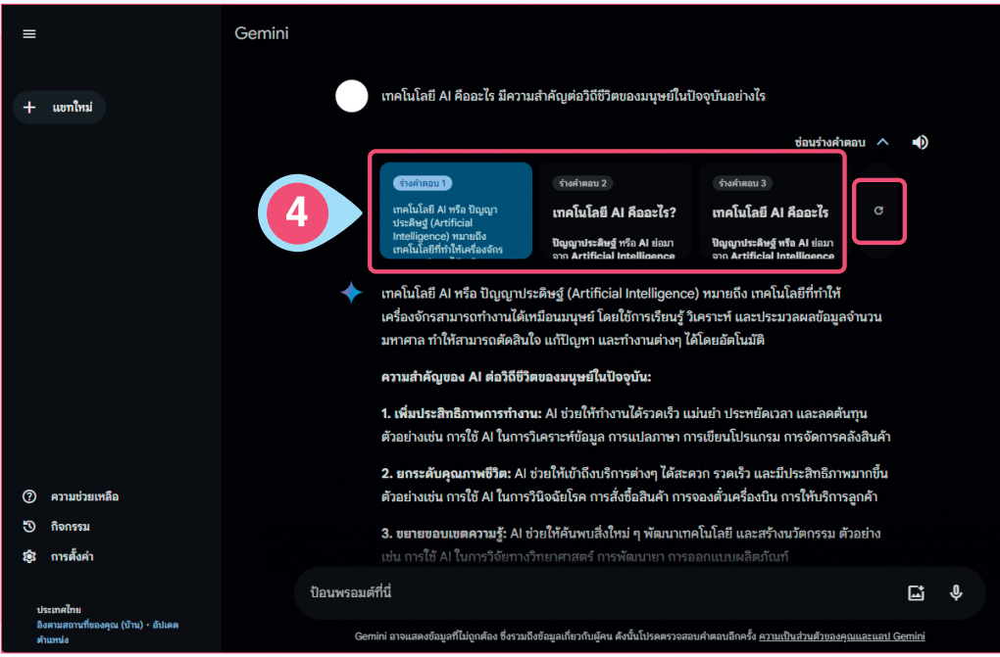 Gemini
แชทใหม่
เทคโนโลยี AI คืออะไร มีความสำคัญต่อวิถีชีวิตของมนุษย์ในปัจจุบันอย่างไร
ซ่อนร่างคำตอบ
4
ร่างคำตอบ 1
เทคโนโลยี AI หรือ ปัญญา
ประดิษฐ์ (Artificial
Intelligence) หมายถึง
เทคโนโลยีที่ทำให้เครื่องจักร
ร่างคำตอบ 2
เทคโนโลยี AI คืออะไร?
ปัญญาประดิษฐ์ หรือ AI ย่อมา
จาก Artificial Intelligence
ร่างคำตอบ 3
เทคโนโลยี AI คืออะไร
ปัญญาประดิษฐ์ หรือ AI ย่อมา
จาก Artificial Intelligence
เทคโนโลยี AI หรือ ปัญญาประดิษฐ์ (Artificial Intelligence) หมายถึง เทคโนโลยีที่ทำให้
เครื่องจักรสามารถทำงานได้เหมือนมนุษย์ โดยใช้การเรียนรู้ วิเคราะห์ และประมวลผลข้อมูลจำนวน
มหาศาล ทำให้สามารถตัดสินใจ แก้ปัญหา และทำงานต่างๆ ได้โดยอัตโนมัติ
ความสำคัญของ AI ต่อวิถีชีวิตของมนุษย์ในปัจจุบัน:
1. เพิ่มประสิทธิภาพการทำงาน: AI ช่วยให้ทำงานได้รวดเร็ว แม่นยำ ประหยัดเวลา และลดต้นทุน
ตัวอย่างเช่น การใช้ AI ในการวิเคราะห์ข้อมูล การแปลภาษา การเขียนโปรแกรม การจัดการคลังสินค้า
2. ยกระดับคุณภาพชีวิต: AI ช่วยให้เข้าถึงบริการต่างๆ ได้สะดวก รวดเร็ว และมีประสิทธิภาพมากขึ้น
ตัวอย่างเช่น การใช้ AI ในการวินิจฉัยโรค การสั่งซื้อสินค้า การจองตั๋วเครื่องบิน การให้บริการลูกค้า
3. ขยายขอบเขตความรู้: AI ช่วยให้ค้นพบสิ่งใหม่ ๆ พัฒนาเทคโนโลยี และสร้างนวัตกรรม ตัวอย่าง
เช่น การใช้ AI ในการวิจัยทางวิทยาศาสตร์ การพัฒนายา การออกแบบผลิตภัณฑ์
ความช่วยเหลือ
กิจกรรม
การตั้งค่า
ประเทศไทย
อิงตามสถานที่ของคุณ (บ้าน) • อัปเดต
ตำแหน่ง
ป้อนพรอมต์ที่นี่
Gemini อาจแสดงข้อมูลที่ไม่ถูกต้อง ซึ่งรวมถึงข้อมูลเกี่ยวกับผู้คน ดังนั้นโปรดตรวจสอบคำตอบอีกครั้ง ความเป็นส่วนตัวของคุณและแอป Gemini